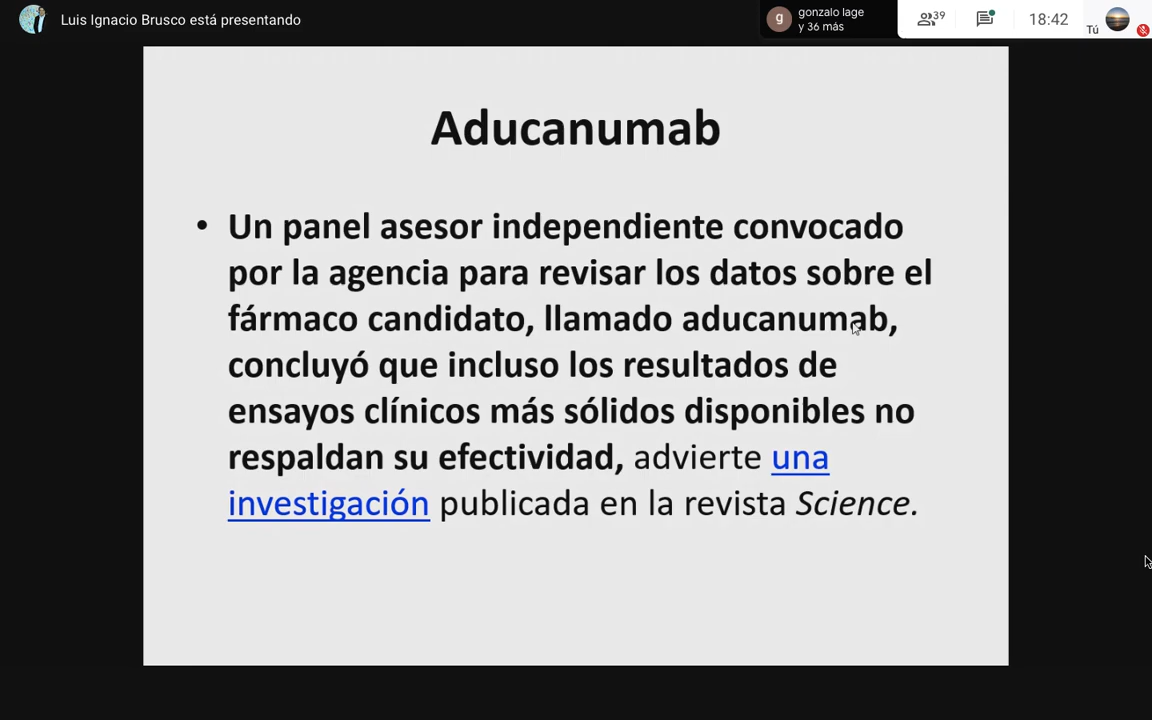 Luis Ignacio Brusco está presentando
g
gonzalo lage
y 36 más
39
18:42
Tú
Aducanumab
• Un panel asesor independiente convocado
por la agencia para revisar los datos sobre el
fármaco candidato, llamado aducanumab,
concluyó que incluso los resultados de
ensayos clínicos más sólidos disponibles no
respaldan su efectividad, advierte una
investigación publicada en la revista Science.